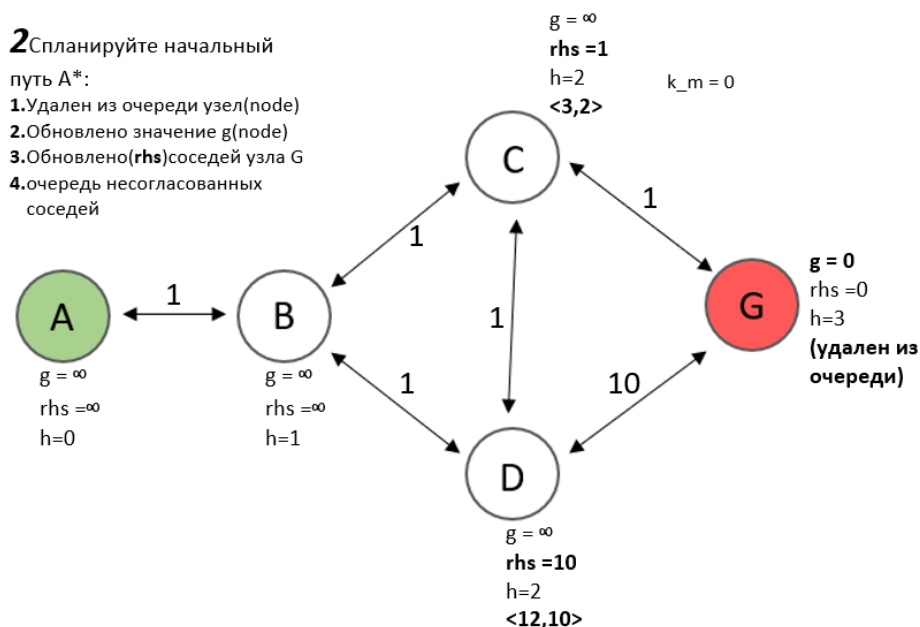 2Спланируйте начальный
путь A*:
1.Удален из очереди узел(node)
2.Обновлено значение g(node)
3.Обновлено(rhs)соседей узла G
4.очередь несогласованных
соседей
g = ∞
rhs =1
h=2
<3,2>
k_m = 0
C
1
1
A
1
B
1
G
g = 0
rhs =0
h=3
(удален из
очереди)
g = ∞
rhs =∞
h=0
g = ∞
rhs =∞
h=1
1
10
D
g = ∞
rhs =10
h=2
<12,10>